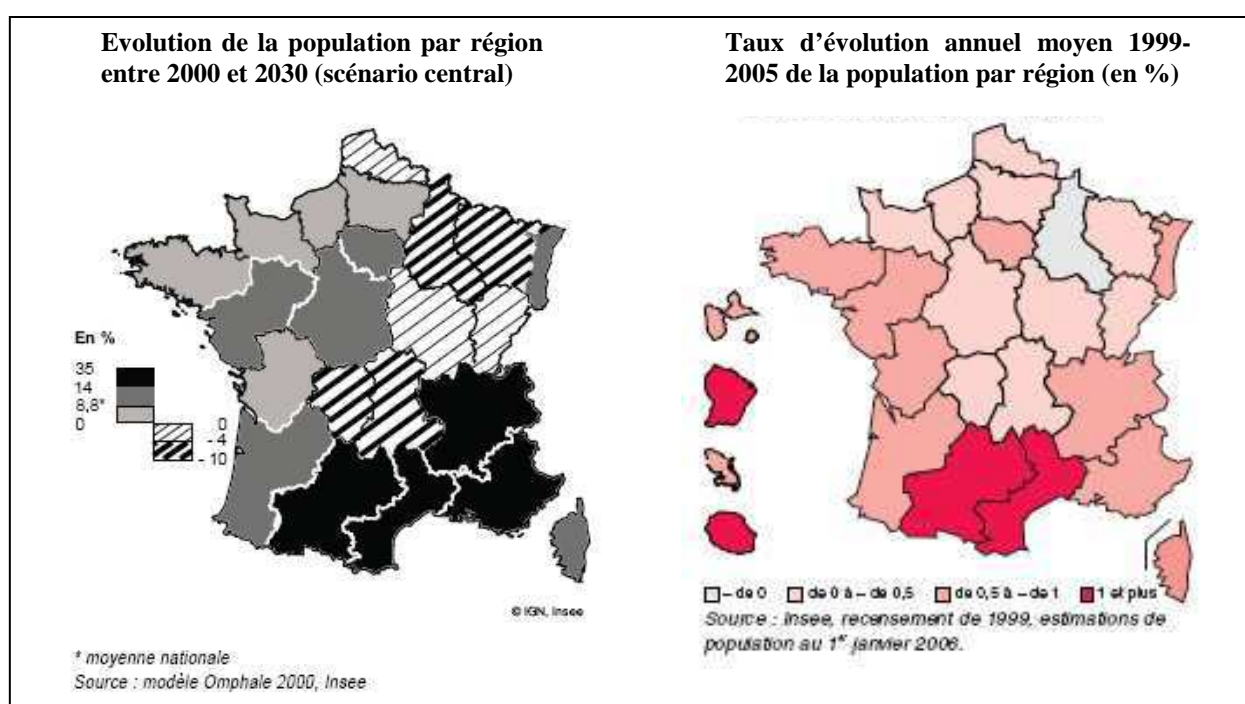 Evolution de la population par région
entre 2000 et 2030 (scénario central)
Taux d’évolution annuel moyen 1999-
2005 de la population par région (en %)
En %
35
14
8,8*
0
0
- 4
- 10
© IGN, Insee
* moyenne nationale
Source : modèle Omphale 2000, Insee
– de 0 de 0 à – de 0,5 de 0,5 à – de 1 1 et plus
Source : Insee, recensement de 1999, estimations de
population au 1er janvier 2006.